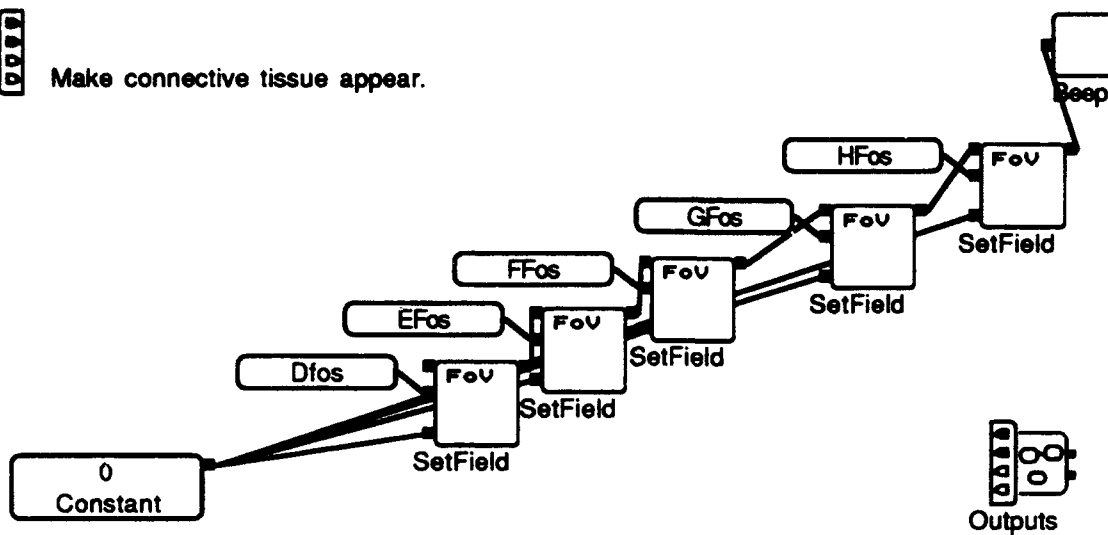 Make connective tissue appear.
Beep
HFos
FoV
SetField
GFos
FoV
SetField
FFos
FoV
SetField
EFos
FoV
SetField
Dfos
FoV
SetField
0
Constant
Outputs